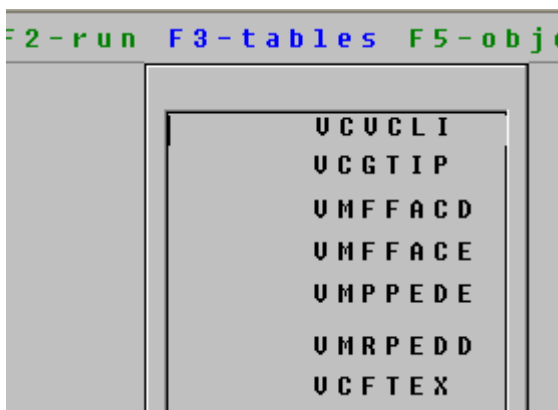 F2-run F3-tables F5-obj
VCVCLI
VCGTIP
VMFFACD
VMFFACE
VMPPEDE
VMRPEDD
VCFTEX